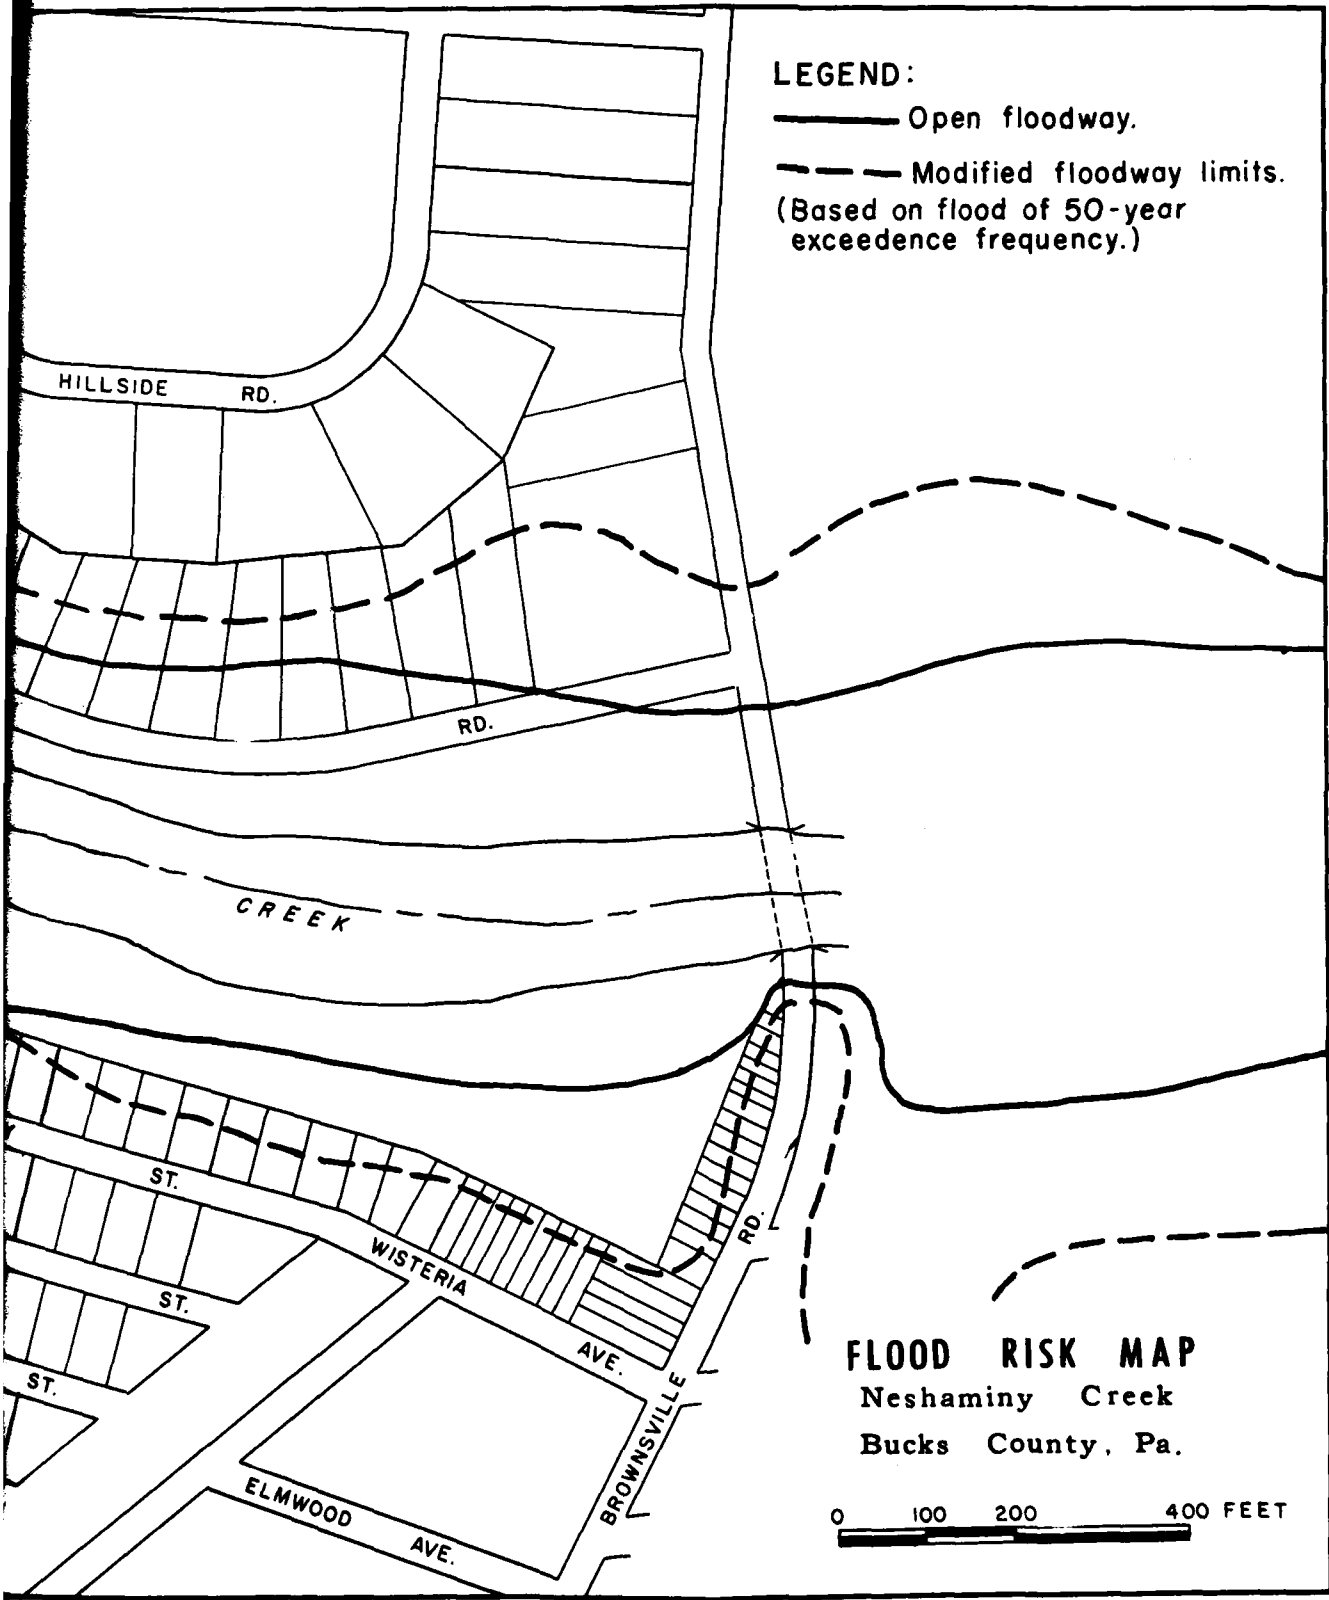 LEGEND:
Open floodway.
Modified floodway limits.
(Based on flood of 50-year
exceedence frequency.)
HILLSIDE RD.
RD.
CREEK
ST.
WISTERIA AVE.
RD.
ST.
ST.
BROWNSVILLE
ELMWOOD AVE.
FLOOD RISK MAP
Neshaminy Creek
Bucks County, Pa.
0 100 200 400 FEET